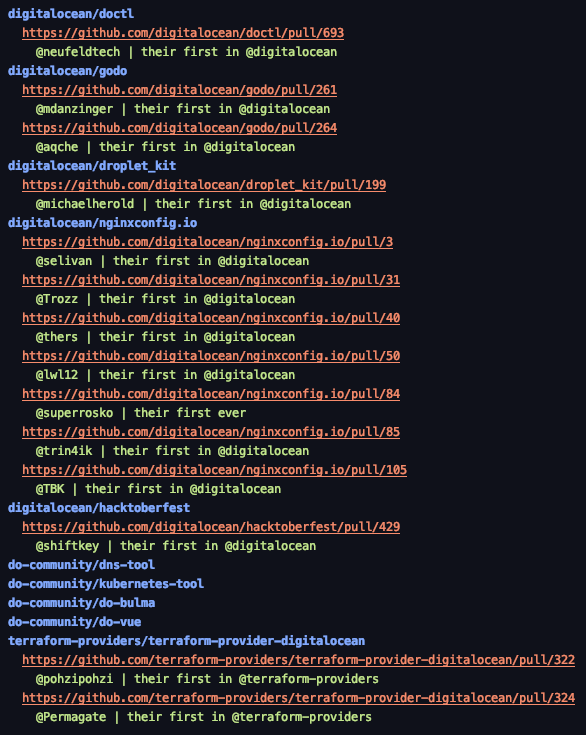 digitalocean/doctl
https://github.com/digitalocean/doctl/pull/693
@neufeldtech | their first in @digitalocean
digitalocean/godo
https://github.com/digitalocean/godo/pull/261
@mdanzinger | their first in @digitalocean
https://github.com/digitalocean/godo/pull/264
@aqche | their first in @digitalocean
digitalocean/droplet_kit
https://github.com/digitalocean/droplet_kit/pull/199
@michaelherold | their first in @digitalocean
digitalocean/nginxconfig.io
https://github.com/digitalocean/nginxconfig.io/pull/3
@selivan | their first in @digitalocean
https://github.com/digitalocean/nginxconfig.io/pull/31
@Trozz | their first in @digitalocean
https://github.com/digitalocean/nginxconfig.io/pull/40
@thers | their first in @digitalocean
https://github.com/digitalocean/nginxconfig.io/pull/50
@lwl12 | their first in @digitalocean
https://github.com/digitalocean/nginxconfig.io/pull/84
@superrosko | their first ever
https://github.com/digitalocean/nginxconfig.io/pull/85
@trin4ik | their first in @digitalocean
https://github.com/digitalocean/nginxconfig.io/pull/105
@TBK | their first in @digitalocean
digitalocean/hacktoberfest
https://github.com/digitalocean/hacktoberfest/pull/429
@shiftkey | their first in @digitalocean
do-community/dns-tool
do-community/kubernetes-tool
do-community/do-bulma
do-community/do-vue
terraform-providers/terraform-provider-digitalocean
https://github.com/terraform-providers/terraform-provider-digitalocean/pull/322
@pohzipohzi | their first in @terraform-providers
https://github.com/terraform-providers/terraform-provider-digitalocean/pull/324
@Permagate | their first in @terraform-providers